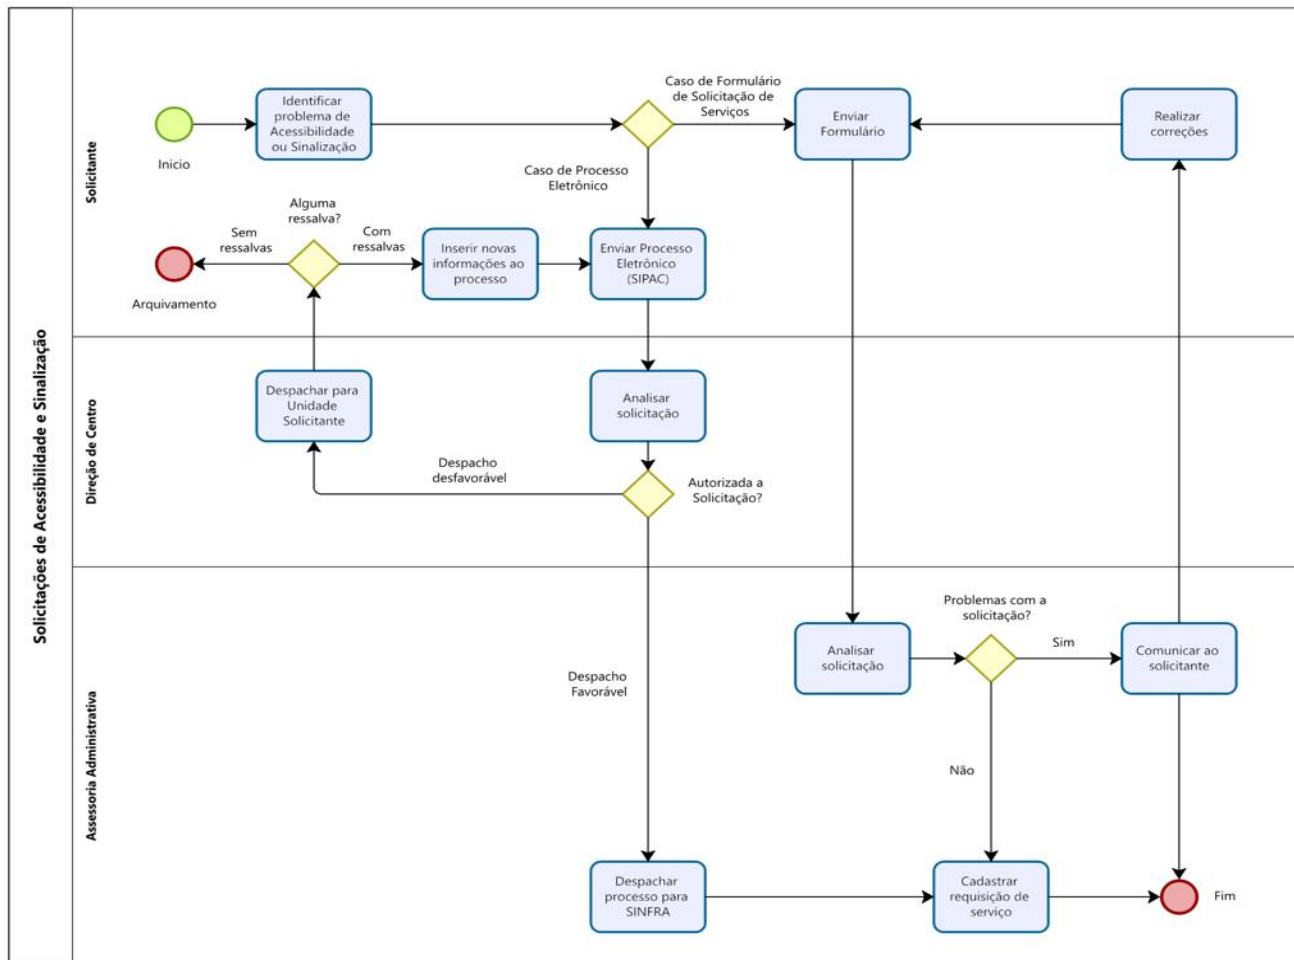 Solicitações de Acessibilidade e Sinalização
Solicitante
Inicio
Identificar
problema de
Acessibilidade
ou Sinalização
Caso de Formulário
de Solicitação de
Serviços
Enviar
Formulário
Realizar
correções
Caso de Processo
Eletrônico
Alguma
ressalva?
Sem
ressalvas
Com
ressalvas
Arquivamento
Inserir novas
informações ao
processo
Enviar Processo
Eletrônico
(SIPAC)
Direção de Centro
Despachar para
Unidade
Solicitante
Analisar
solicitação
Despacho
desfavorável
Autorizada a
Solicitação?
Assessoria Administrativa
Despacho
Favorável
Analisar
solicitação
Problemas com a
solicitação?
Sim
Comunicar ao
solicitante
Não
Despachar
processo para
SINFRA
Cadastrar
requisição de
serviço
Fim